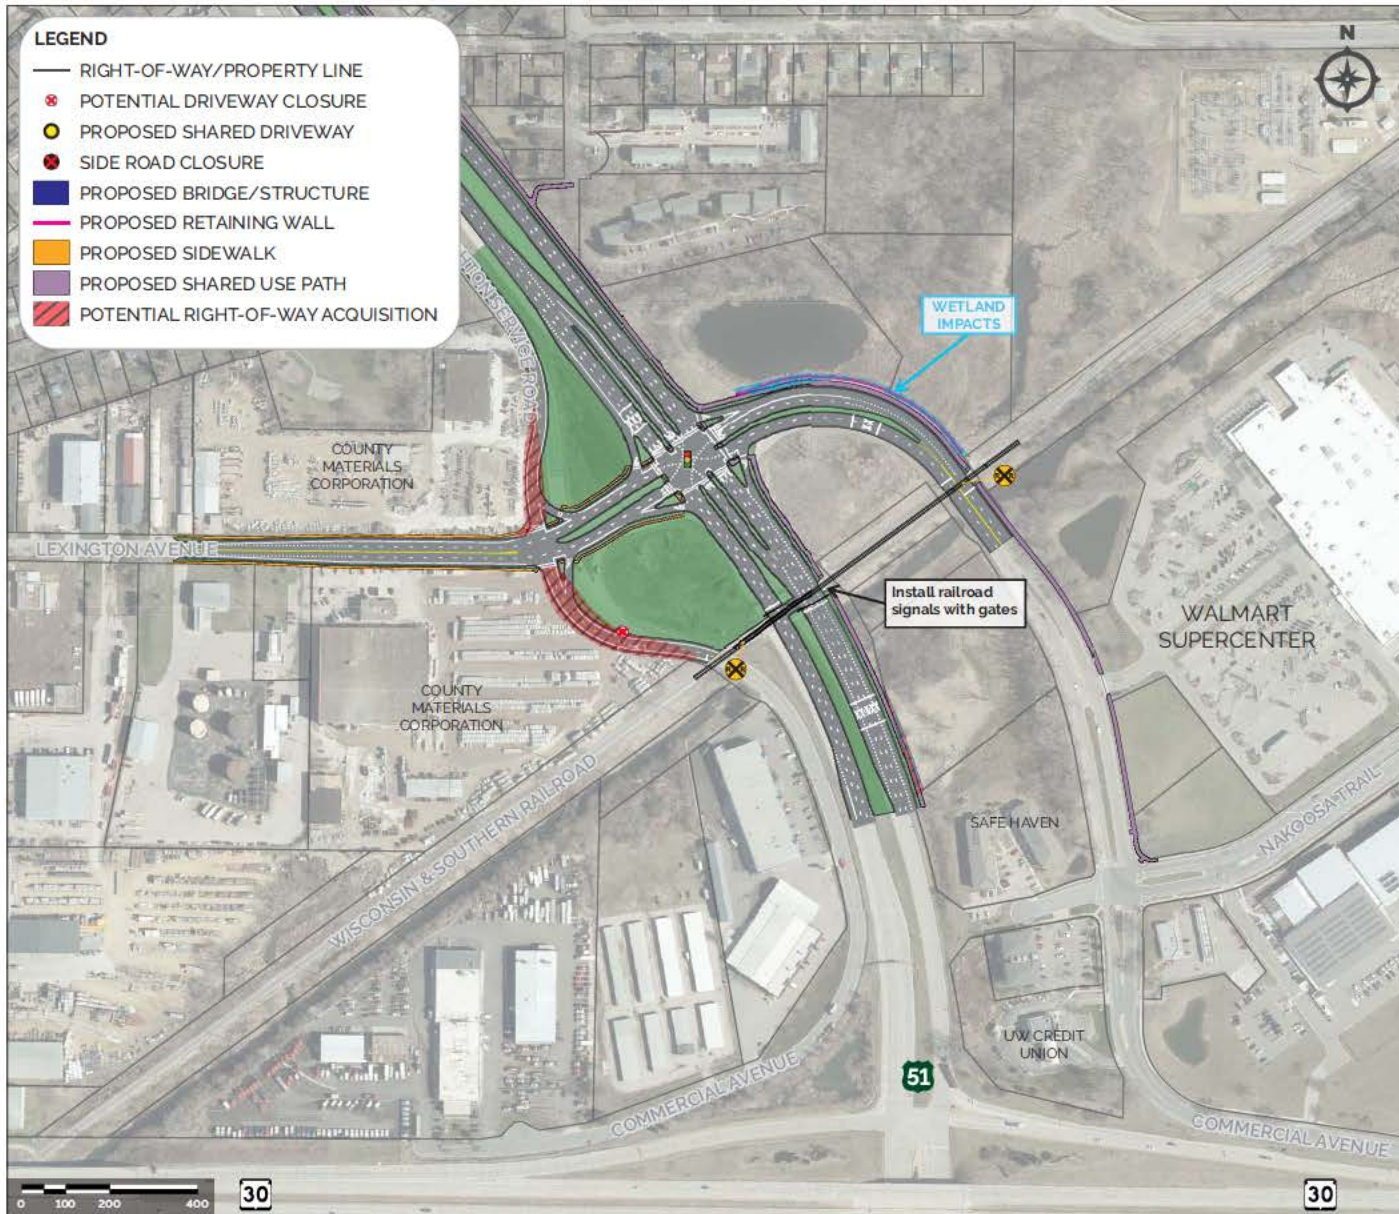 LEGEND
RIGHT-OF-WAY/PROPERTY LINE
POTENTIAL DRIVEWAY CLOSURE
PROPOSED SHARED DRIVEWAY
SIDE ROAD CLOSURE
PROPOSED BRIDGE/STRUCTURE
PROPOSED RETAINING WALL
PROPOSED SIDEWALK
PROPOSED SHARED USE PATH
POTENTIAL RIGHT-OF-WAY ACQUISITION
N
SERVICE ROAD
WETLAND
IMPACTS
COUNTY
MATERIALS
CORPORATION
LEXINGTON AVENUE
Install railroad
signals with gates
WALMART
SUPERCENTER
COUNTY
MATERIALS
CORPORATION
WISCONSIN & SOUTHERN RAILROAD
SAFE HAVEN
NAKOOSA TRAIL
UW CREDIT
UNION
51
COMMERCIAL AVENUE
COMMERCIAL AVENUE
0 100 200 400
30
30